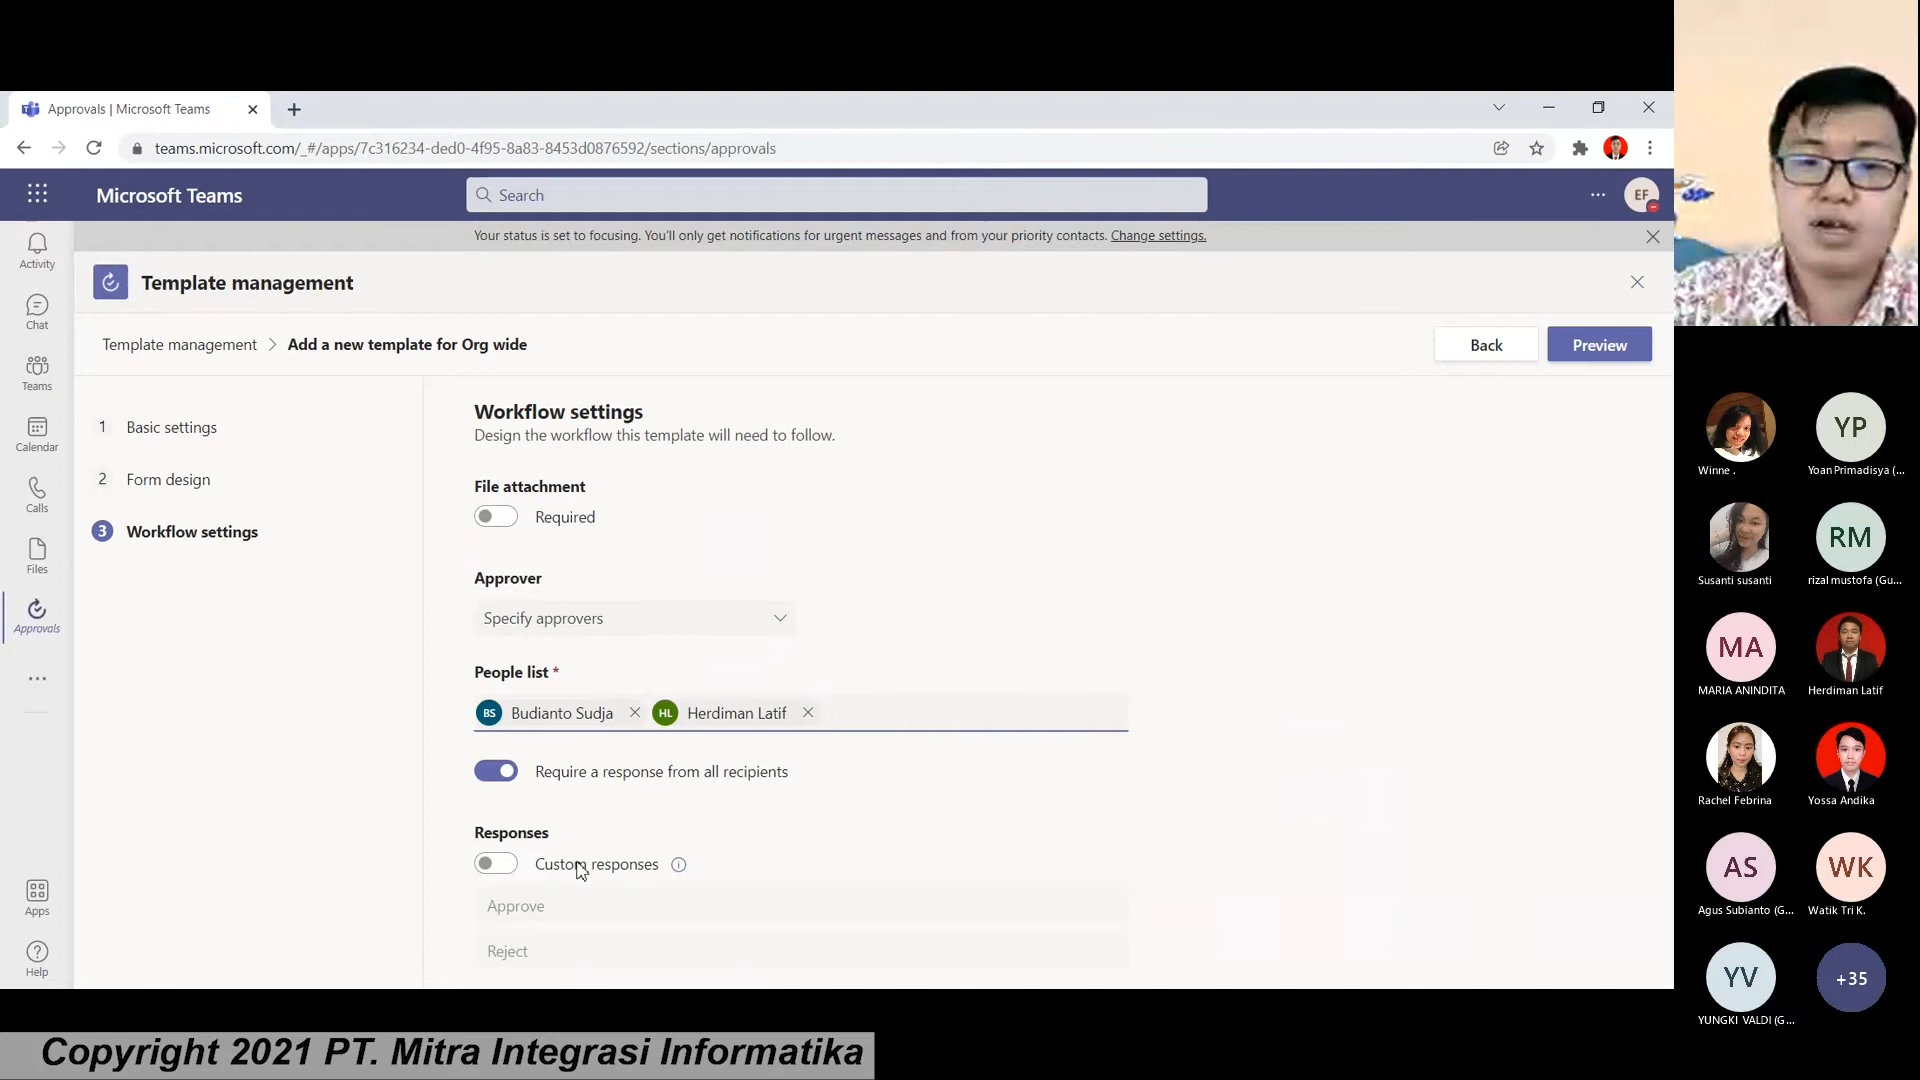 Approvals | Microsoft Teams
teams.microsoft.com/_#/apps/7c316234-ded0-4f95-8a83-8453d0876592/sections/approvals
Microsoft Teams
Search
EF
Your status is set to focusing. You'll only get notifications for urgent messages and from your priority contacts. Change settings.
Activity
Chat
Teams
Calendar
Calls
Files
Approvals
Apps
Help
Template management
Template management > Add a new template for Org wide
Back
Preview
1 Basic settings
2 Form design
3 Workflow settings
Workflow settings
Design the workflow this template will need to follow.
File attachment
Required
Approver
Specify approvers
People list *
BS Budianto Sudja HL Herdiman Latif
Require a response from all recipients
Responses
Custom responses
Approve
Reject
Winne .
YP
Yoan Primadisya (...
Susanti susanti
RM
rizal mustofa (Gu...
MA
MARIA ANINDITA
Herdiman Latif
Rachel Febrina
Yossa Andika
AS
Agus Subianto (G...
WK
Watik Tri K.
YV
YUNGKI VALDI (G...
+35
Copyright 2021 PT. Mitra Integrasi Informatika